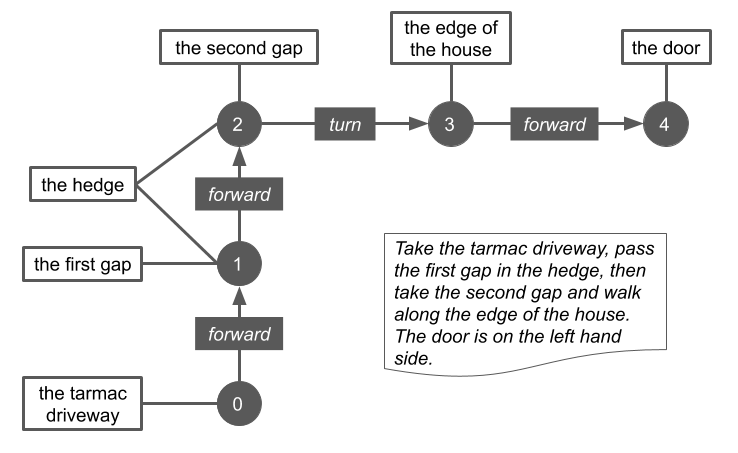 the second gap
the edge of
the house
the door
2
turn
3
forward
4
the hedge
forward
the first gap
1
Take the tarmac driveway, pass
the first gap in the hedge, then
take the second gap and walk
along the edge of the house.
The door is on the left hand
side.
forward
the tarmac
driveway
0